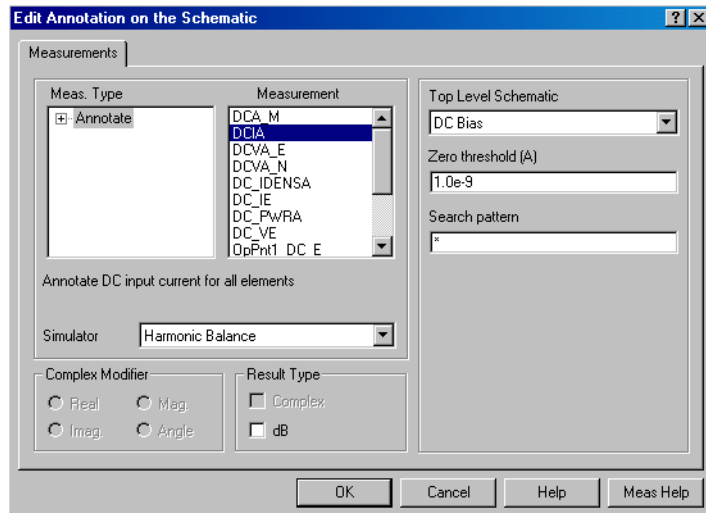 Edit Annotation on the Schematic
Measurements
Meas. Type
Annotate
Measurement
DCA_M
DCIA
DCVA_E
DCVA_N
DC_IDENSA
DC_IE
DC_PWRA
DC_VE
OpPnt1_DC_E
Annotate DC input current for all elements
Simulator
Harmonic Balance
Complex Modifier
Real
Mag.
Imag.
Angle
Result Type
Complex
dB
Top Level Schematic
DC Bias
Zero threshold (A)
1.0e-9
Search pattern
*
OK
Cancel
Help
Meas Help